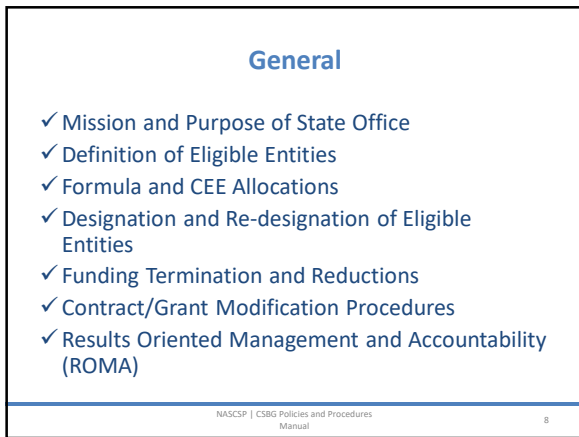 General
✓ Mission and Purpose of State Office
✓ Definition of Eligible Entities
✓ Formula and CEE Allocations
✓ Designation and Re-designation of Eligible
Entities
✓ Funding Termination and Reductions
✓ Contract/Grant Modification Procedures
✓ Results Oriented Management and Accountability
(ROMA)
NASCSP | CSBG Policies and Procedures
Manual
8